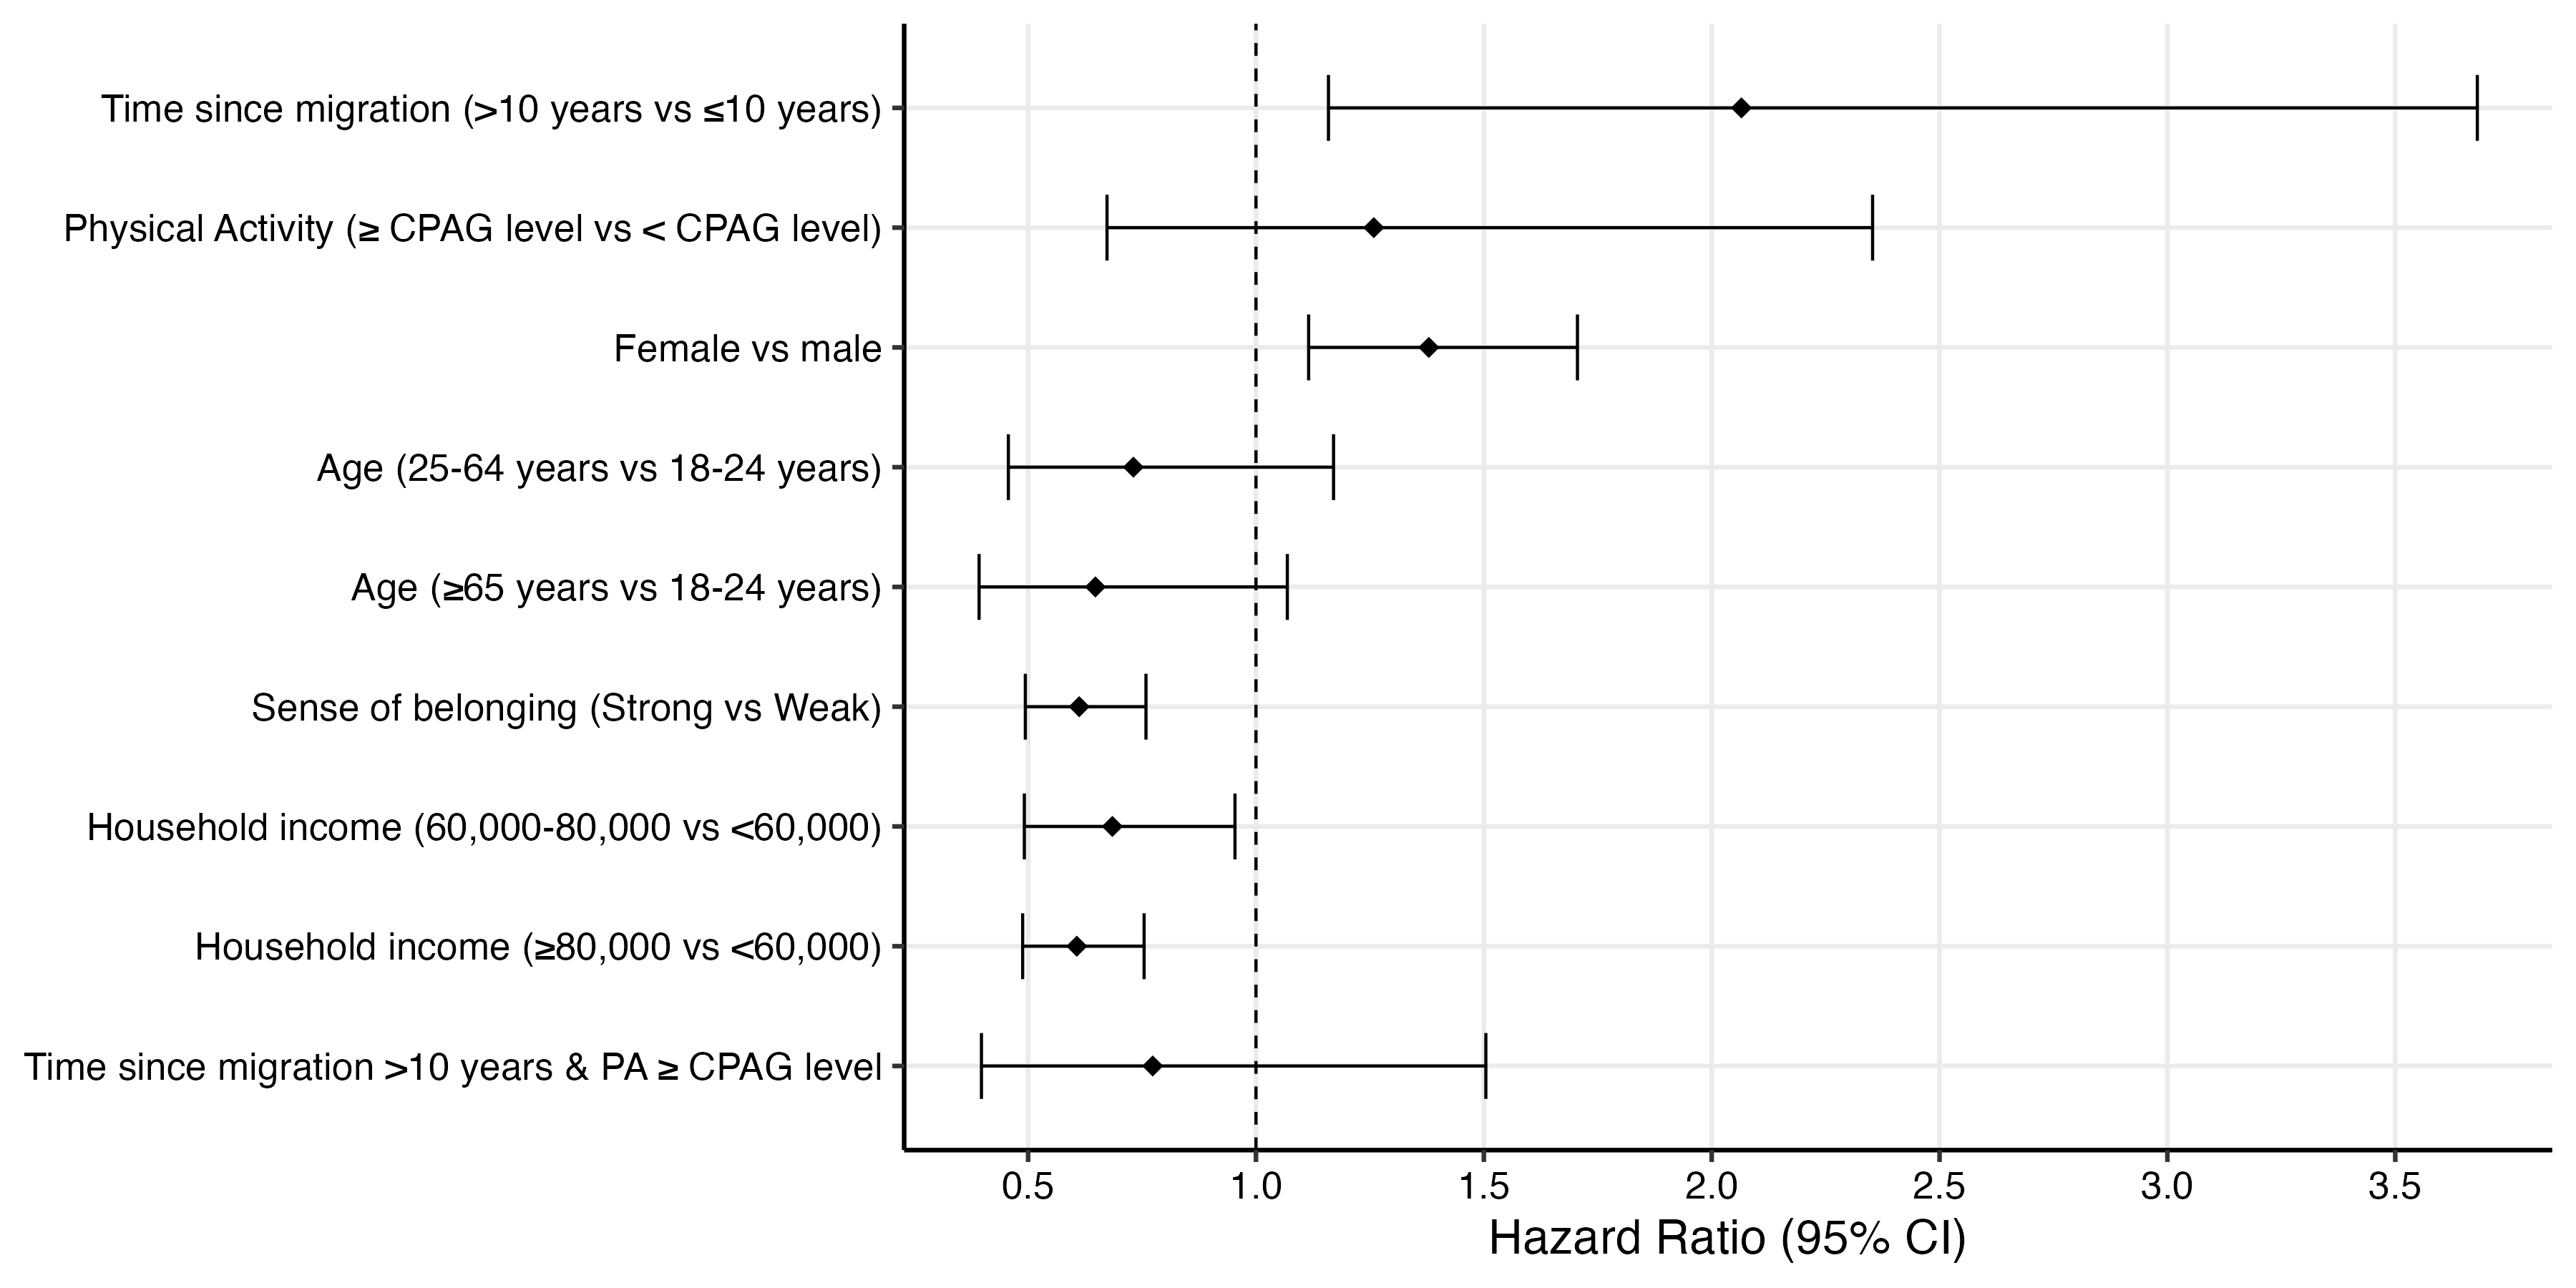 Time since migration (>10 years vs ≤10 years)
Physical Activity (≥ CPAG level vs < CPAG level)
Female vs male
Age (25-64 years vs 18-24 years)
Age (≥65 years vs 18-24 years)
Sense of belonging (Strong vs Weak)
Household income (60,000-80,000 vs <60,000)
Household income (≥80,000 vs <60,000)
Time since migration >10 years & PA ≥ CPAG level
0.5 1.0 1.5 2.0 2.5 3.0 3.5
Hazard Ratio (95% CI)